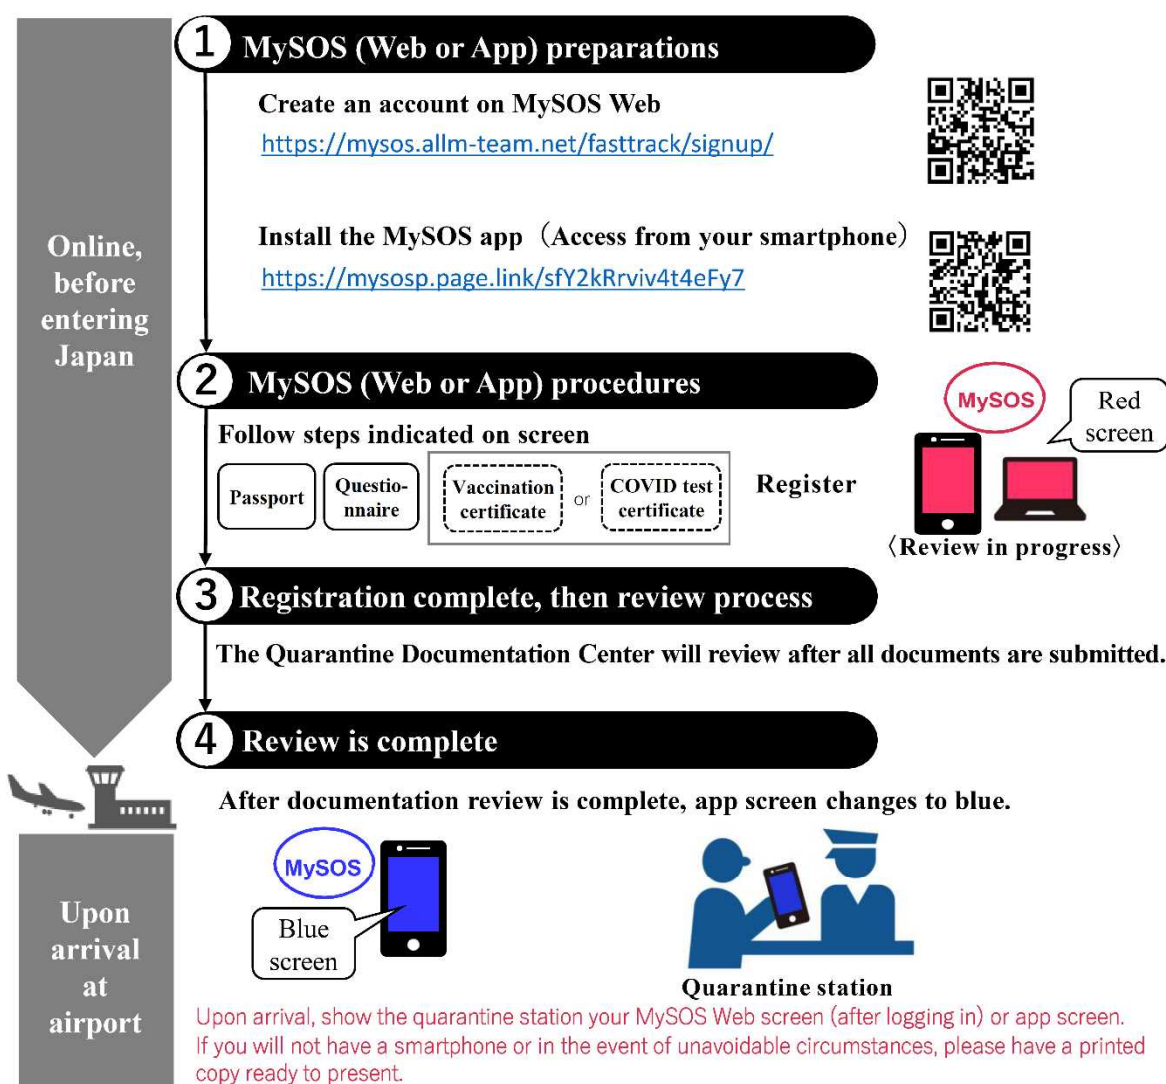 Online,
before
entering
Japan
① MySOS (Web or App) preparations
Create an account on MySOS Web
https://mysos.allm-team.net/fasttrack/signup/
Install the MySOS app（Access from your smartphone）
https://mysosp.page.link/sfY2kRrviv4t4eFy7
② MySOS (Web or App) procedures
Follow steps indicated on screen
Passport
Questio-
nnaire
Vaccination
certificate
or
COVID test
certificate
Register
MySOS
Red
screen
〈Review in progress〉
③ Registration complete, then review process
The Quarantine Documentation Center will review after all documents are submitted.
④ Review is complete
After documentation review is complete, app screen changes to blue.
Upon
arrival
at
airport
MySOS
Blue
screen
Quarantine station
Upon arrival, show the quarantine station your MySOS Web screen (after logging in) or app screen.
If you will not have a smartphone or in the event of unavoidable circumstances, please have a printed
copy ready to present.